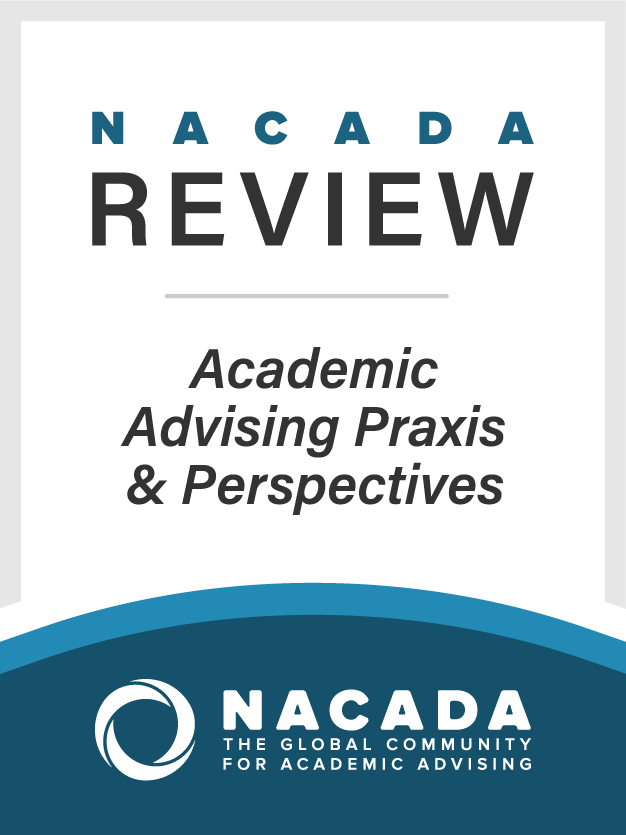 NACADA
REVIEW
Academic
Advising Praxis
& Perspectives
NACADA
THE GLOBAL COMMUNITY
FOR ACADEMIC ADVISING